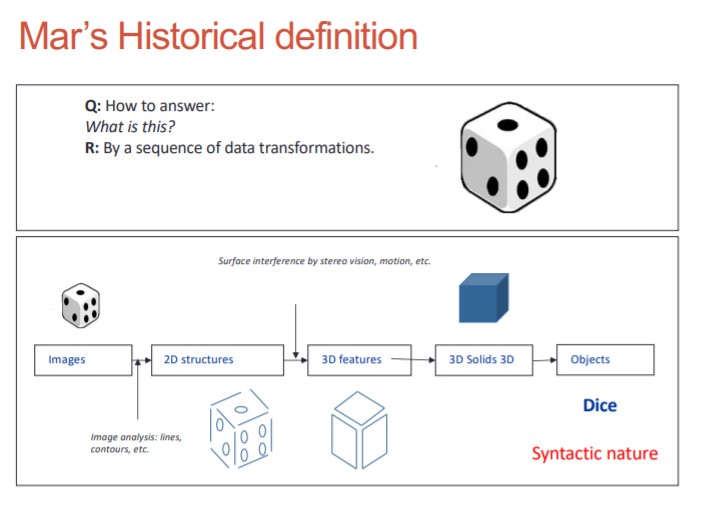 Mar's Historical definition
Q: How to answer:
What is this?
R: By a sequence of data transformations.
Surface interference by stereo vision, motion, etc.
Images
2D structures
3D features
3D Solids 3D
Objects
Image analysis: lines,
contours, etc.
Dice
Syntactic nature